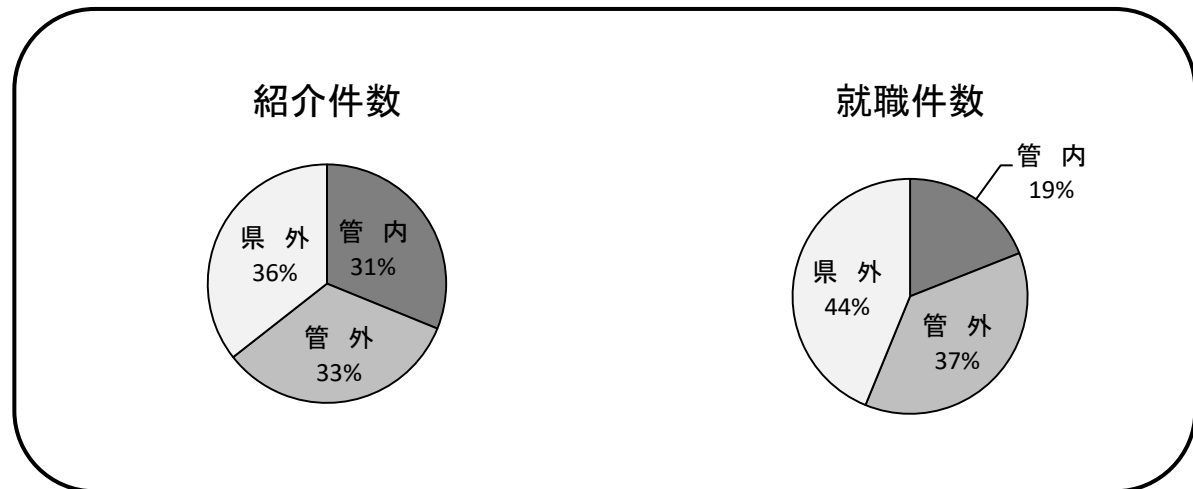 紹介件数
県 外
36%
管 内
31%
管 外
33%
就職件数
管 内
19%
県 外
44%
管 外
37%